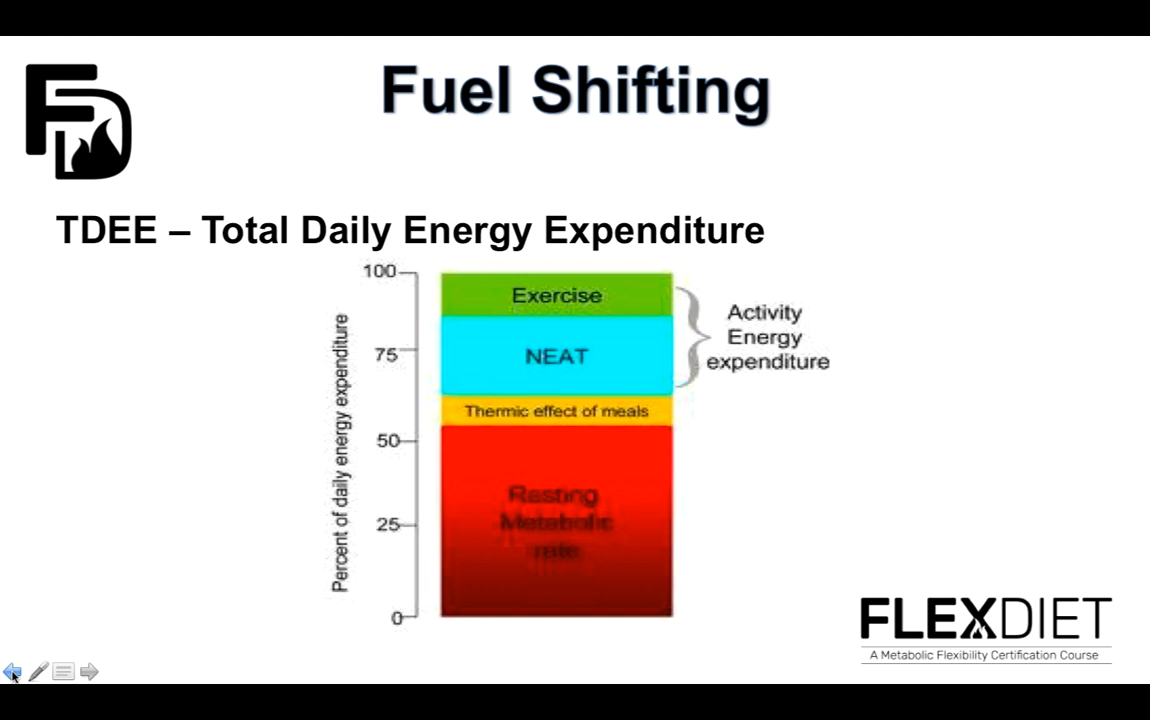 FD
Fuel Shifting
TDEE – Total Daily Energy Expenditure
Percent of daily energy expenditure
100
75
50
25
0
Exercise
NEAT
Thermic effect of meals
Resting
Metabolic
rate
Activity
Energy
expenditure
FLEXDIET
A Metabolic Flexibility Certification Course